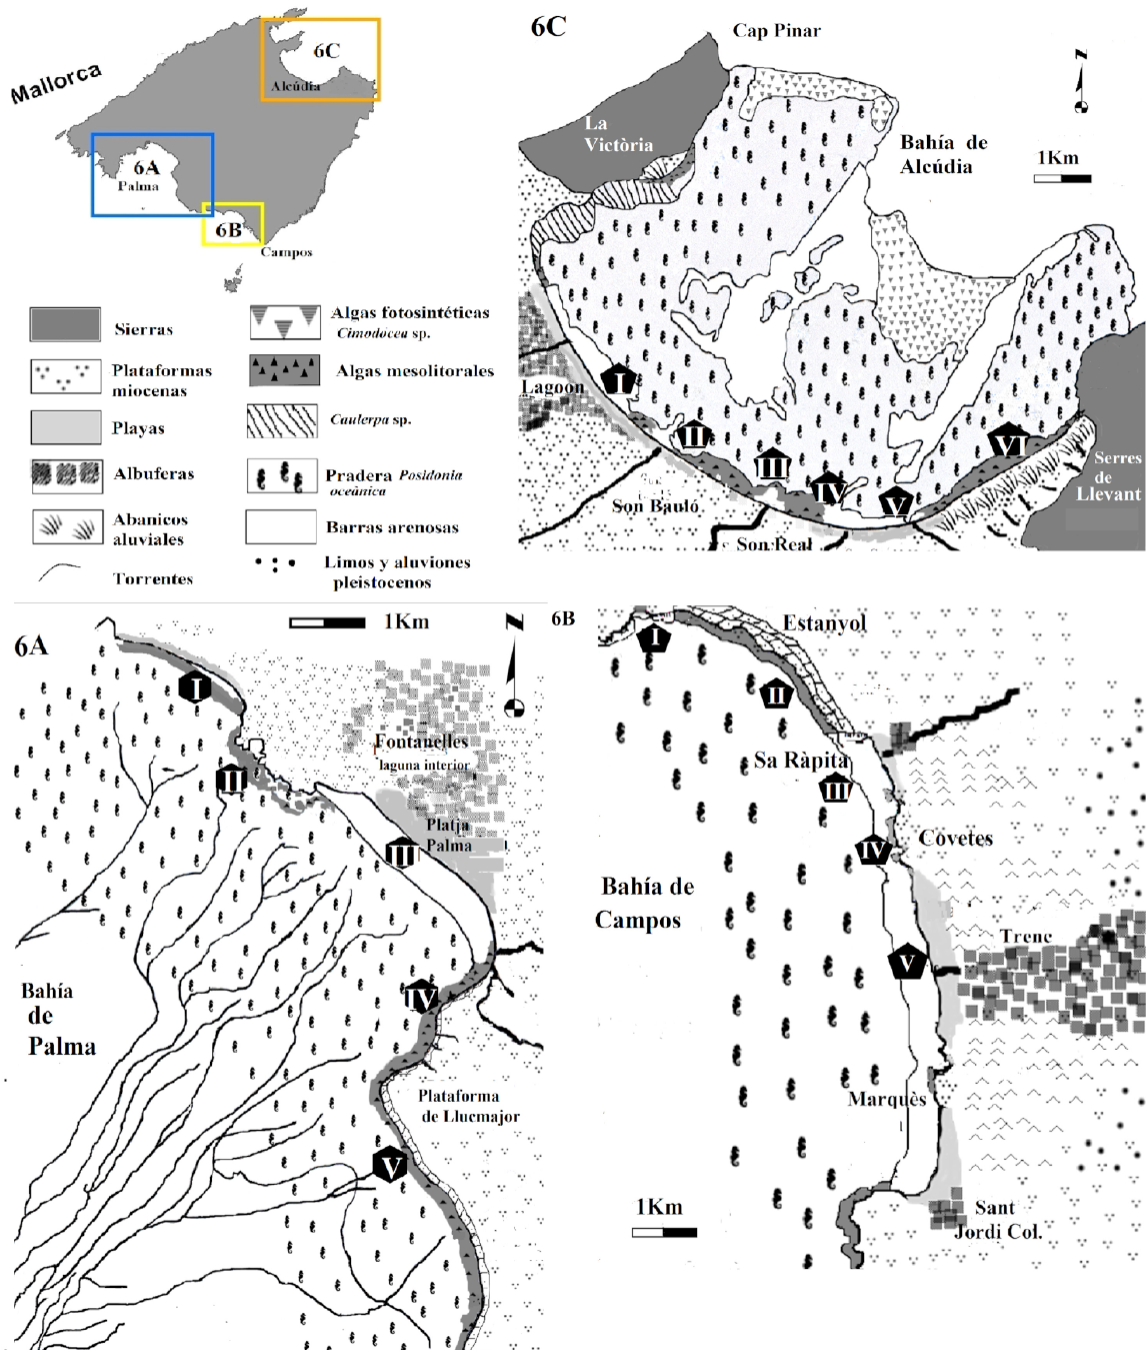 Mallorca
6C
Alcúdia
6A
Palma
6B
Campos
Sierras
Plataformas
miocenas
Playas
Albuferas
Abanicos
aluviales
Torrentes
Algas fotosintéticas
Cimodocea sp.
Algas mesolitorales
Caulerpa sp.
Pradera Posidonia
oceànica
Barras arenosas
Limos y aluviones
pleistocenos
6C
Cap Pinar
N
La
Victòria
Bahía de
Alcúdia
1Km
Lagoon
I
II
III
IV
V
VI
Son Bauló
Son Real
Serres
de
Llevant
6A
1Km
N
I
II
Fontanelles
laguna interior
Platja
Palma
III
IV
Bahía
de
Palma
Plataforma
de Llucmajor
V
6B
Estanyol
I
II
Sa Ràpita
III
IV
Covetes
Bahía de
Campos
Trenc
V
Marquès
1Km
Sant
Jordi Col.